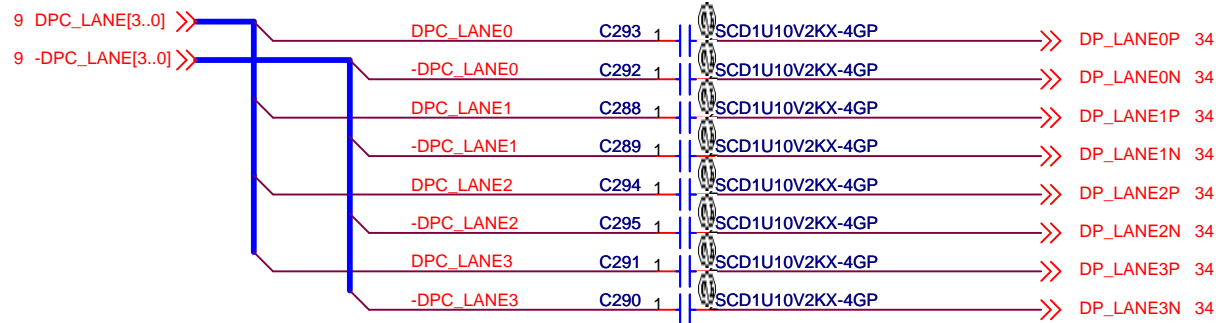 9 DPC_LANE[3..0]
9 -DPC_LANE[3..0]
DPC_LANE0 C293 1 SCD1U10V2KX-4GP DP_LANE0P 34
-DPC_LANE0 C292 1 SCD1U10V2KX-4GP DP_LANE0N 34
DPC_LANE1 C288 1 SCD1U10V2KX-4GP DP_LANE1P 34
-DPC_LANE1 C289 1 SCD1U10V2KX-4GP DP_LANE1N 34
DPC_LANE2 C294 1 SCD1U10V2KX-4GP DP_LANE2P 34
-DPC_LANE2 C295 1 SCD1U10V2KX-4GP DP_LANE2N 34
DPC_LANE3 C291 1 SCD1U10V2KX-4GP DP_LANE3P 34
-DPC_LANE3 C290 1 SCD1U10V2KX-4GP DP_LANE3N 34